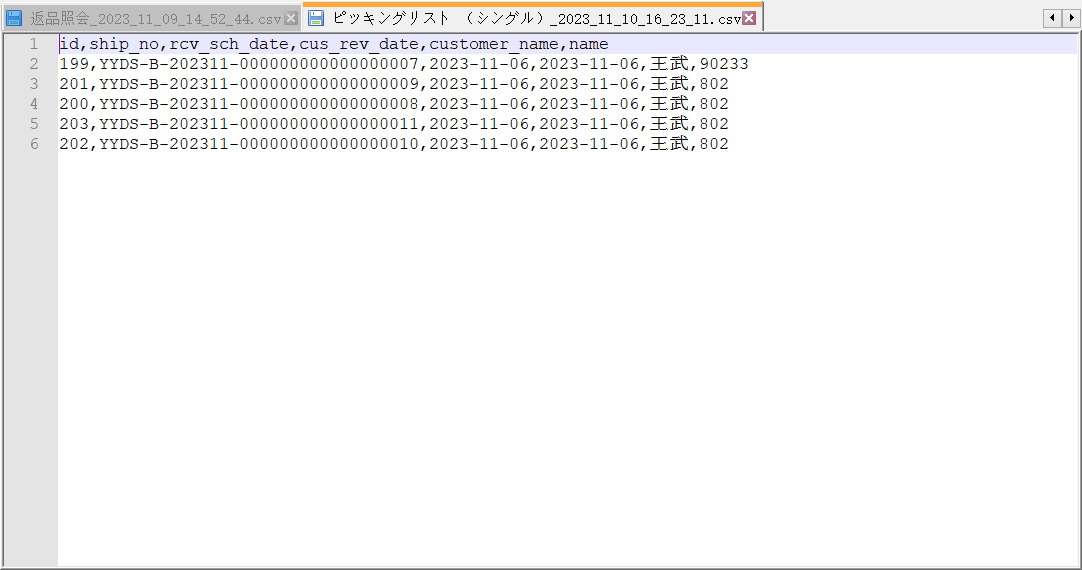 返品照会_2023_11_09_14_52_44.csv
ピッキングリスト （シングル）_2023_11_10_16_23_11.csv
1 id,ship_no,rcv_sch_date,cus_rev_date,customer_name,name
2 199,YYDS-B-202311-000000000000000007,2023-11-06,2023-11-06,王武,90233
3 201,YYDS-B-202311-000000000000000009,2023-11-06,2023-11-06,王武,802
4 200,YYDS-B-202311-000000000000000008,2023-11-06,2023-11-06,王武,802
5 203,YYDS-B-202311-000000000000000011,2023-11-06,2023-11-06,王武,802
6 202,YYDS-B-202311-000000000000000010,2023-11-06,2023-11-06,王武,802